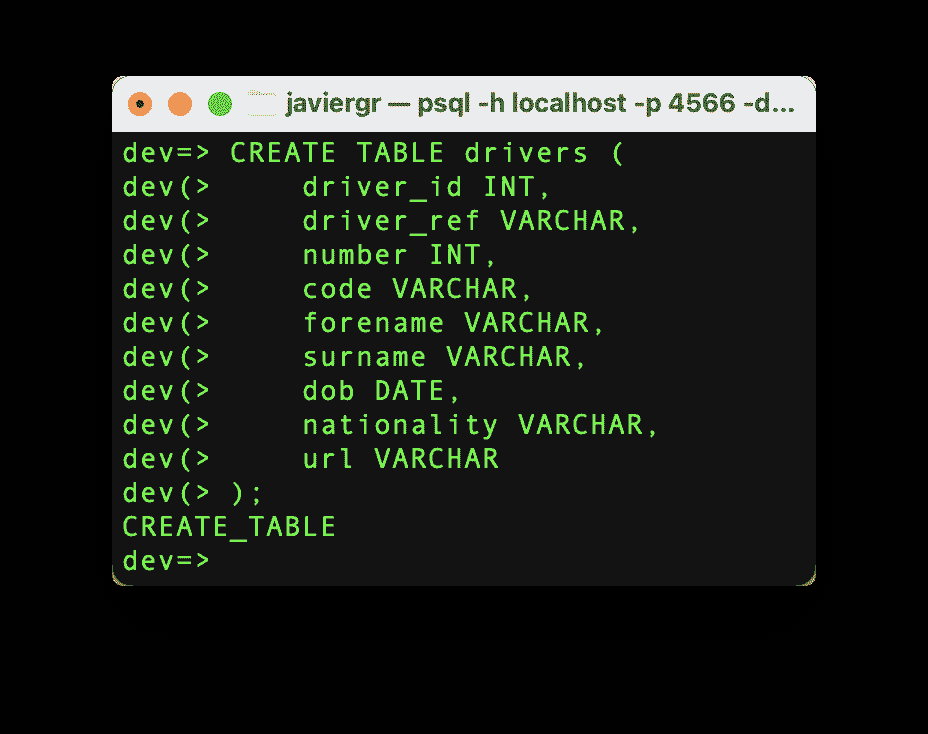 javiergr — psql -h localhost -p 4566 -d...
dev=> CREATE TABLE drivers (
dev(>     driver_id INT,
dev(>     driver_ref VARCHAR,
dev(>     number INT,
dev(>     code VARCHAR,
dev(>     forename VARCHAR,
dev(>     surname VARCHAR,
dev(>     dob DATE,
dev(>     nationality VARCHAR,
dev(>     url VARCHAR
dev(> );
CREATE_TABLE
dev=>